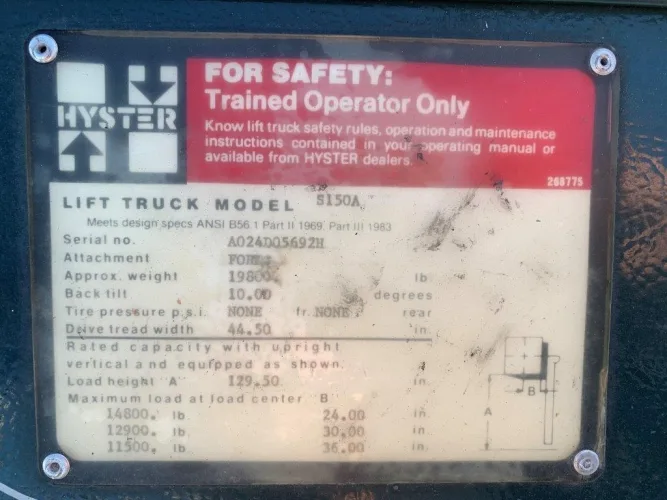 HYSTER
FOR SAFETY:
Trained Operator Only
Know lift truck safety rules, operation and maintenance
instructions contained in your operating manual or
available from HYSTER dealers.
268775
LIFT TRUCK MODEL S150A
Meets design specs ANSI B56.1 Part II 1969, Part III 1983
Serial no. A024D05692H
Attachment
Approx. weight 19800. lb
Back tilt 10.00 degrees
Tire pressure p.s.i. NONE fr. NONE rear
Drive tread width 44.50 in.
Rated capacity with upright
vertical and equipped as shown.
Load height A 129.50 in.
Maximum load at load center B
14800. lb 24.00 in.
12900. lb. 30.00 in.
11500. lb. 36.00 in.
A
B